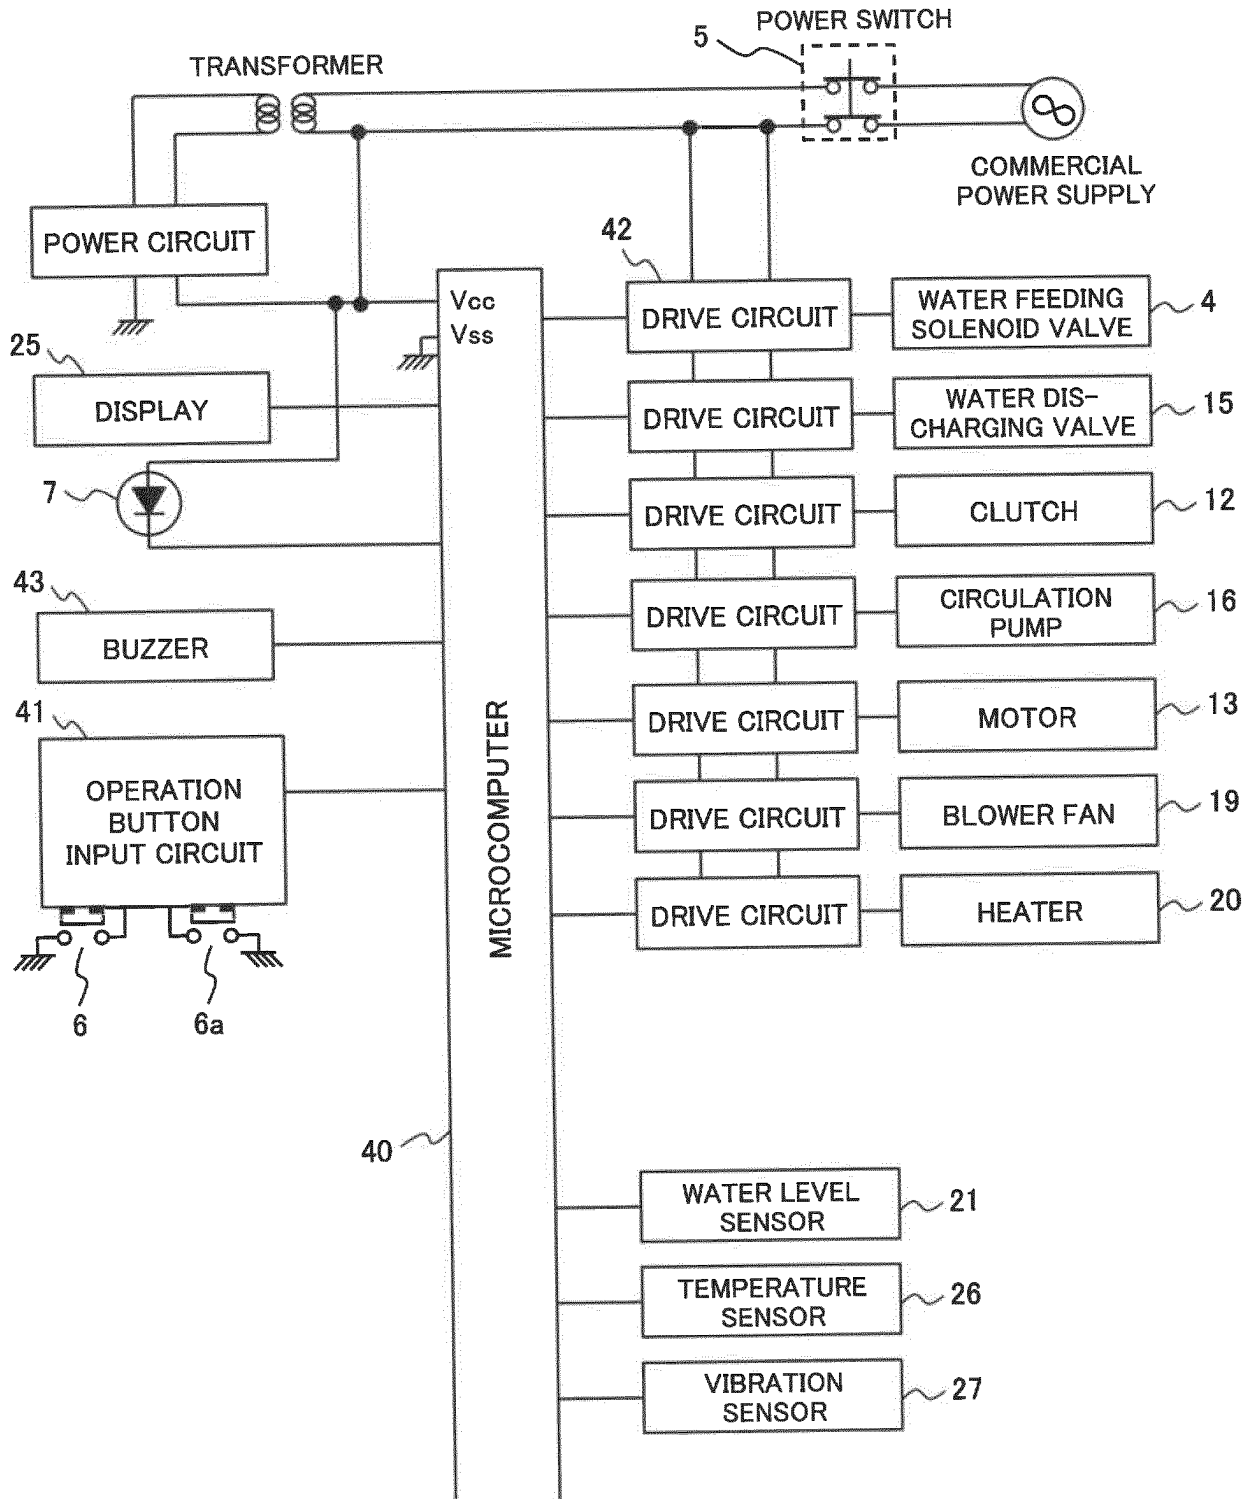 POWER SWITCH
5
TRANSFORMER
COMMERCIAL
POWER SUPPLY
POWER CIRCUIT
42
Vcc
Vss
DRIVE CIRCUIT
WATER FEEDING
SOLENOID VALVE
4
25
DISPLAY
DRIVE CIRCUIT
WATER DIS-
CHARGING VALVE
15
7
DRIVE CIRCUIT
CLUTCH
12
43
BUZZER
DRIVE CIRCUIT
CIRCULATION
PUMP
16
41
OPERATION
BUTTON
INPUT CIRCUIT
MICROCOMPUTER
DRIVE CIRCUIT
MOTOR
13
DRIVE CIRCUIT
BLOWER FAN
19
DRIVE CIRCUIT
HEATER
20
6
6a
40
WATER LEVEL
SENSOR
21
TEMPERATURE
SENSOR
26
VIBRATION
SENSOR
27